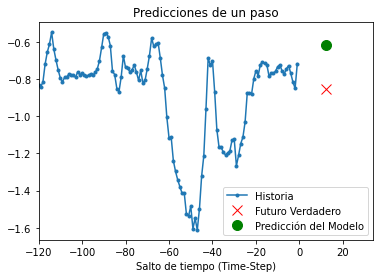 Predicciones de un paso
−0.6
−0.8
−1.0
−1.2
−1.4
−1.6
−120
−100
−80
−60
−40
−20
0
20
Salto de tiempo (Time-Step)
Historia
Futuro Verdadero
Predicción del Modelo